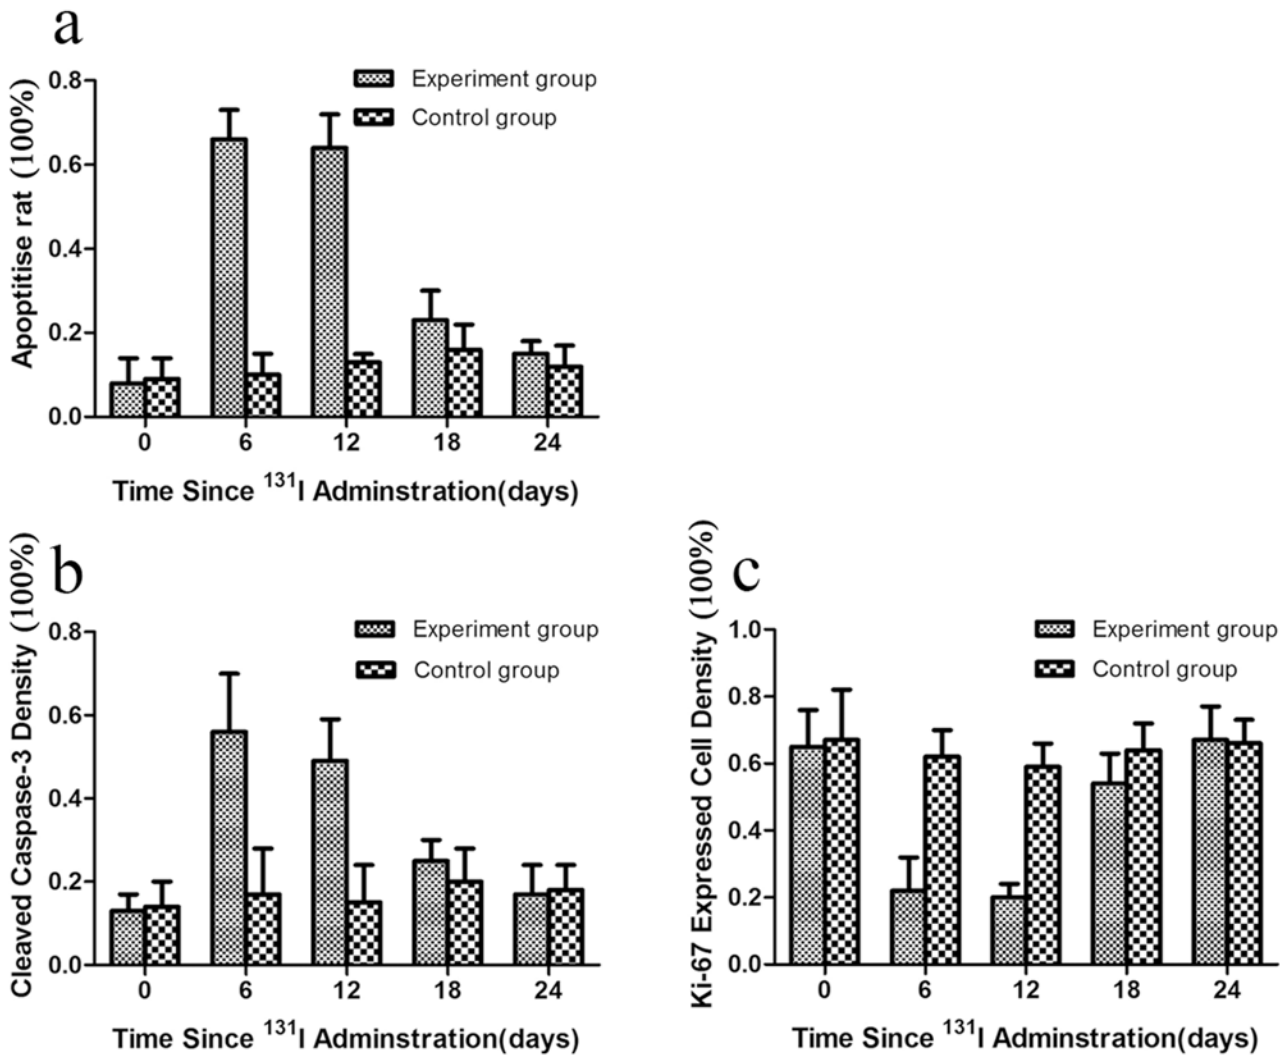 a
Apoptitise rat (100%)
0.8
0.6
0.4
0.2
0.0
Experiment group
Control group
0 6 12 18 24
Time Since 131I Adminstration(days)
b
Cleaved Caspase-3 Density (100%)
0.8
0.6
0.4
0.2
0.0
Experiment group
Control group
0 6 12 18 24
Time Since 131I Adminstration(days)
c
Ki-67 Expressed Cell Density (100%)
1.0
0.8
0.6
0.4
0.2
0.0
Experiment group
Control group
0 6 12 18 24
Time Since 131I Adminstration(days)